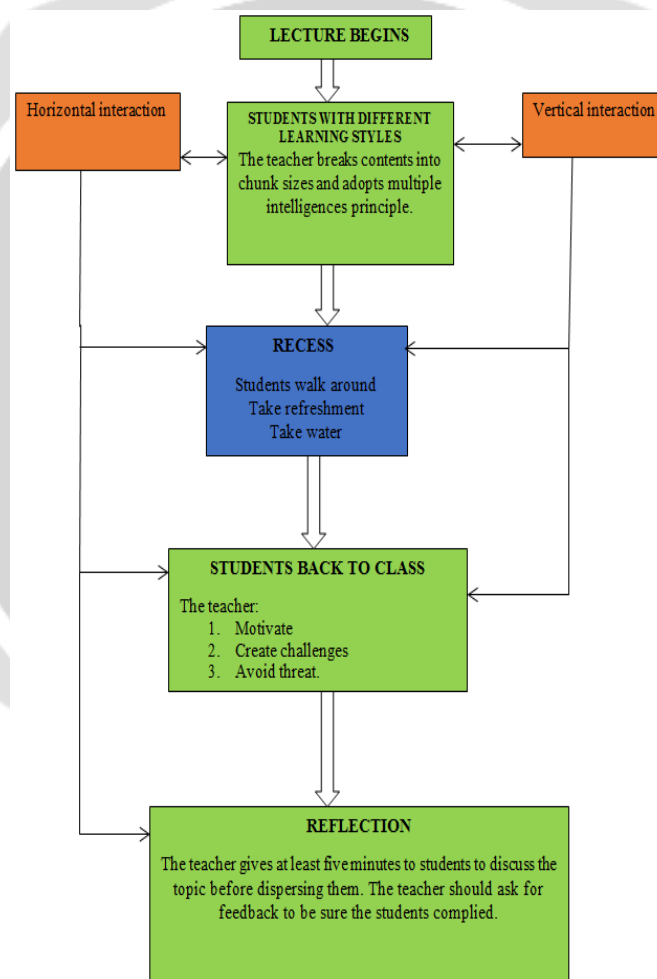 LECTURE BEGINS
Horizontal interaction
STUDENTS WITH DIFFERENT
LEARNING STYLES
The teacher breaks contents into
chunk sizes and adopts multiple
intelligences principle.
Vertical interaction
RECESS
Students walk around
Take refreshment
Take water
STUDENTS BACK TO CLASS
The teacher:
1. Motivate
2. Create challenges
3. Avoid threat.
REFLECTION
The teacher gives at least five minutes to students to discuss the
topic before dispersing them. The teacher should ask for
feedback to be sure the students complied.